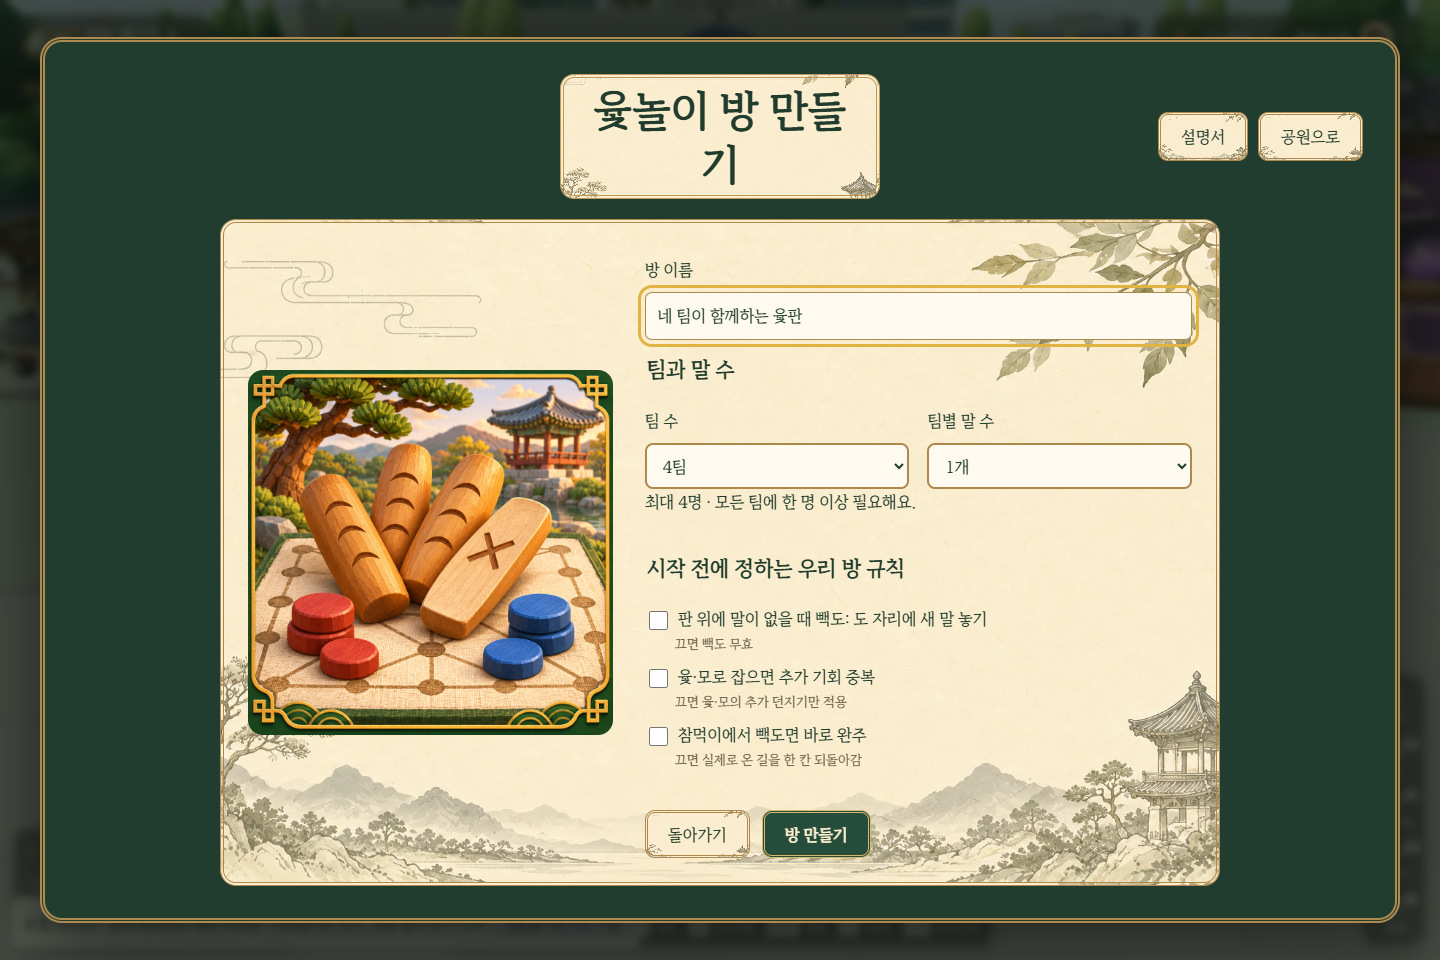 윷놀이 방 만들
기
설명서
공원으로
방 이름
네 팀이 함께하는 윷판
팀과 말 수
팀 수
팀별 말 수
4팀
1개
최대 4명 · 모든 팀에 한 명 이상 필요해요.
시작 전에 정하는 우리 방 규칙
판 위에 말이 없을 때 빽도: 도 자리에 새 말 놓기
끄면 빽도 무효
윷·모로 잡으면 추가 기회 중복
끄면 윷·모의 추가 던지기만 적용
참먹이에서 빽도면 바로 완주
끄면 실제로 온 길을 한 칸 되돌아감
돌아가기
방 만들기